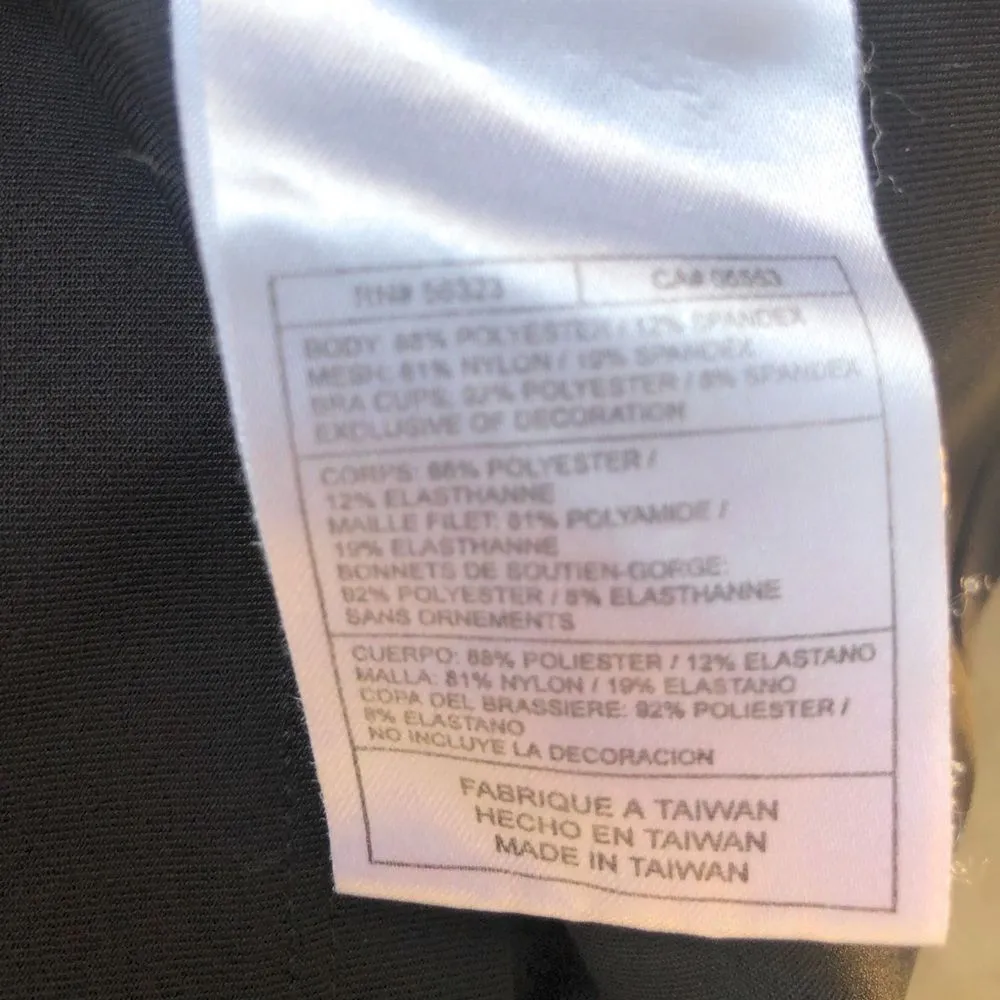 RN# 56323 CA# 05553
BODY: 88% POLYESTER / 12% SPANDEX
MESH: 81% NYLON / 19% SPANDEX
BRA CUPS: 92% POLYESTER / 8% SPANDEX
EXCLUSIVE OF DECORATION
CORPS: 88% POLYESTER /
12% ELASTHANNE
MAILLE FILET: 81% POLYAMIDE /
19% ELASTHANNE
BONNETS DE SOUTIEN-GORGE:
92% POLYESTER / 8% ELASTHANNE
SANS ORNEMENTS
CUERPO: 88% POLIESTER / 12% ELASTANO
MALLA: 81% NYLON / 19% ELASTANO
COPA DEL BRASSIERE: 92% POLIESTER /
8% ELASTANO
NO INCLUYE LA DECORACION
FABRIQUE A TAIWAN
HECHO EN TAIWAN
MADE IN TAIWAN